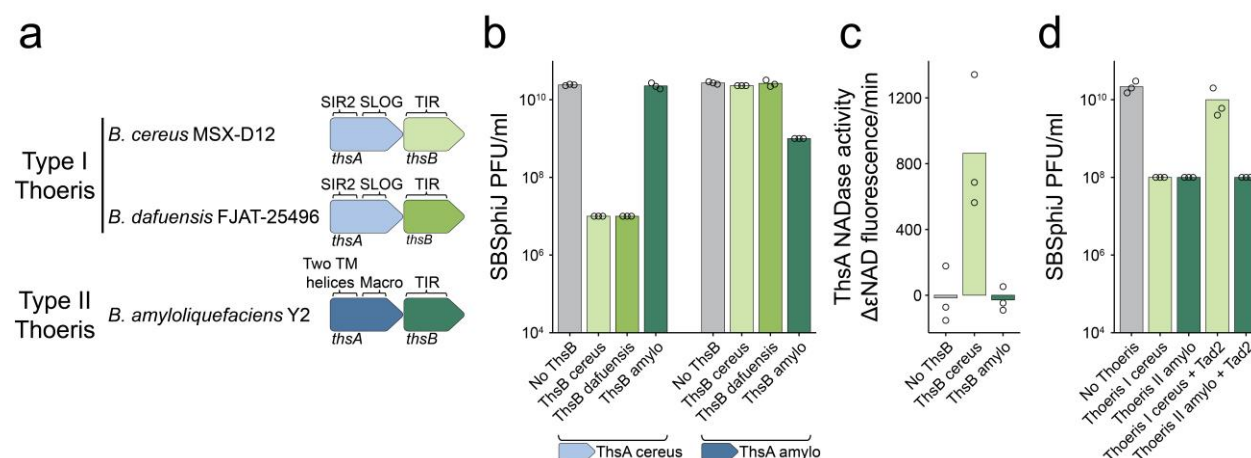 a
Type I
Thoeris
B. cereus MSX-D12
SIR2 SLOG TIR
thsA thsB
B. dafuensis FJAT-25496
SIR2 SLOG TIR
thsA thsB
Type II
Thoeris
B. amyloliquefaciens Y2
Two TM
helices Macro TIR
thsA thsB
b
SBSphiJ PFU/ml
10^10
10^8
10^6
10^4
No ThsB
ThsB cereus
ThsB dafuensis
ThsB amylo
No ThsB
ThsB cereus
ThsB dafuensis
ThsB amylo
ThsA cereus
ThsA amylo
c
ThsA NADase activity
ΔεNAD fluorescence/min
1200
800
400
0
No ThsB
ThsB cereus
ThsB amylo
d
SBSphiJ PFU/ml
10^10
10^8
10^6
10^4
No Thoeris
Thoeris I cereus
Thoeris II amylo
Thoeris I cereus + Tad2
Thoeris II amylo + Tad2